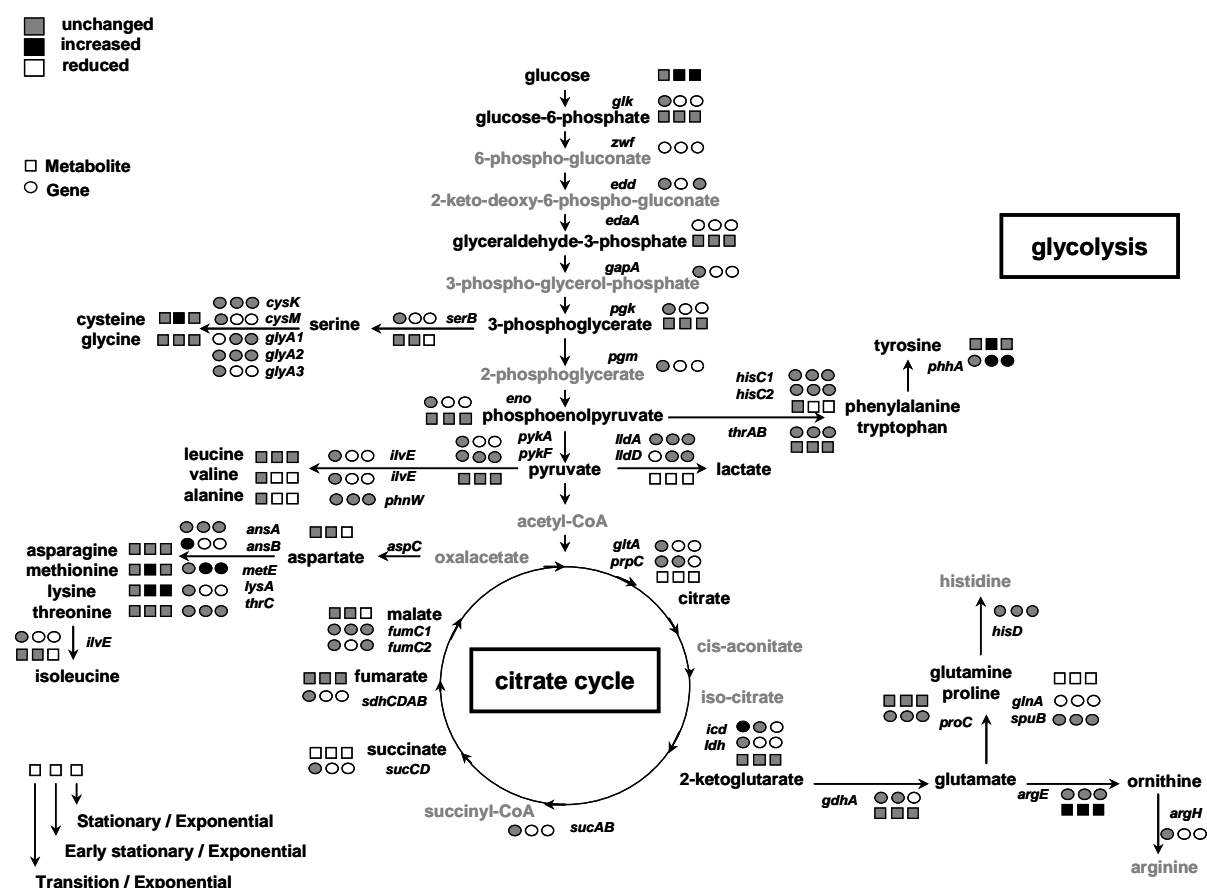 unchanged
increased
reduced
Metabolite
Gene
glucose
glk
glucose-6-phosphate
zwf
6-phospho-gluconate
edd
2-keto-deoxy-6-phospho-gluconate
edaA
glyceraldehyde-3-phosphate
glycolysis
gapA
3-phospho-glycerol-phosphate
pgk
3-phosphoglycerate
serB
serine
cysK
cysM
glyA1
glyA2
glyA3
cysteine
glycine
pgm
2-phosphoglycerate
eno
phosphoenolpyruvate
hisC1
hisC2
thrAB
tyrosine
phhA
phenylalanine
tryptophan
pykA
pykF
pyruvate
lldA
lldD
lactate
ilvE
ilvE
phnW
leucine
valine
alanine
acetyl-CoA
gltA
prpC
citrate
oxalacetate
aspC
aspartate
ansA
ansB
metE
lysA
thrC
asparagine
methionine
lysine
threonine
ilvE
isoleucine
malate
fumC1
fumC2
fumarate
sdhCDAB
succinate
sucCD
succinyl-CoA
sucAB
citrate cycle
cis-aconitate
iso-citrate
icd
Idh
2-ketoglutarate
gdhA
glutamate
histidine
hisD
glutamine
proline
glnA
spuB
proC
argE
ornithine
argH
arginine
Stationary / Exponential
Early stationary / Exponential
Transition / Exponential